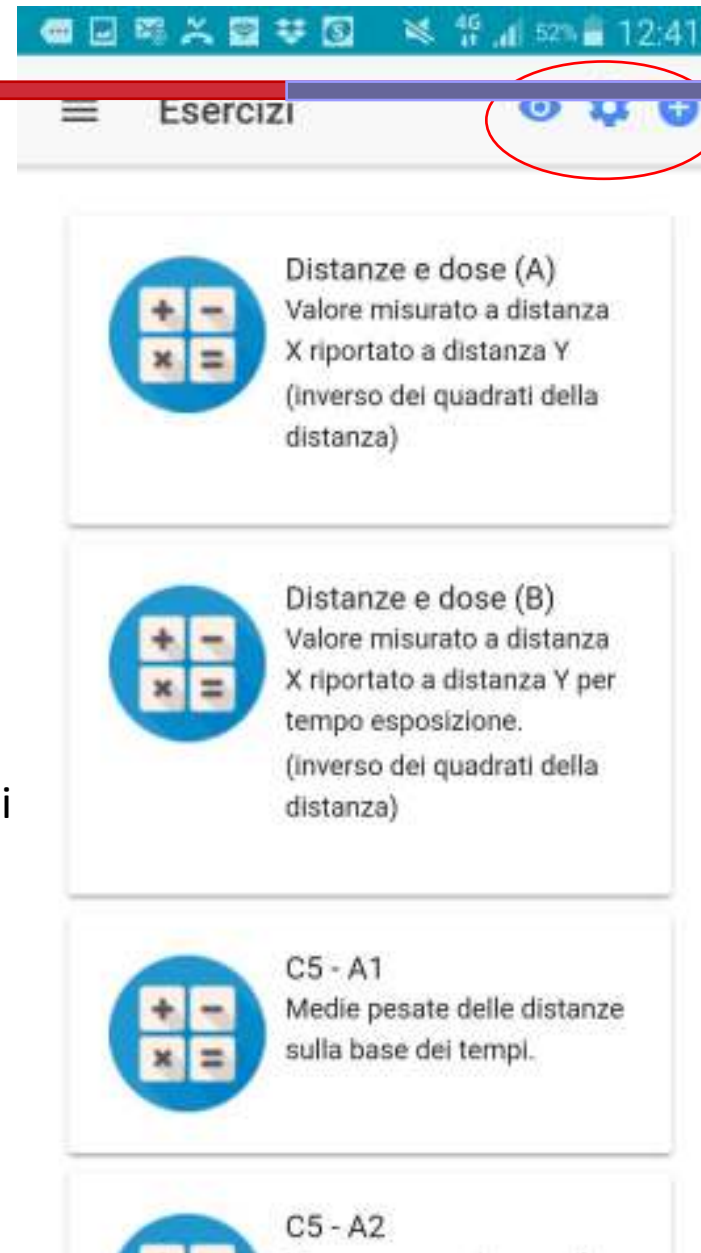 4G 52% 12:41
Esercizi
Distanze e dose (A)
Valore misurato a distanza
X riportato a distanza Y
(inverso dei quadrati della
distanza)
Distanze e dose (B)
Valore misurato a distanza
X riportato a distanza Y per
tempo esposizione.
(inverso dei quadrati della
distanza)
i
C5 - A1
Medie pesate delle distanze
sulla base dei tempi.
C5 - A2